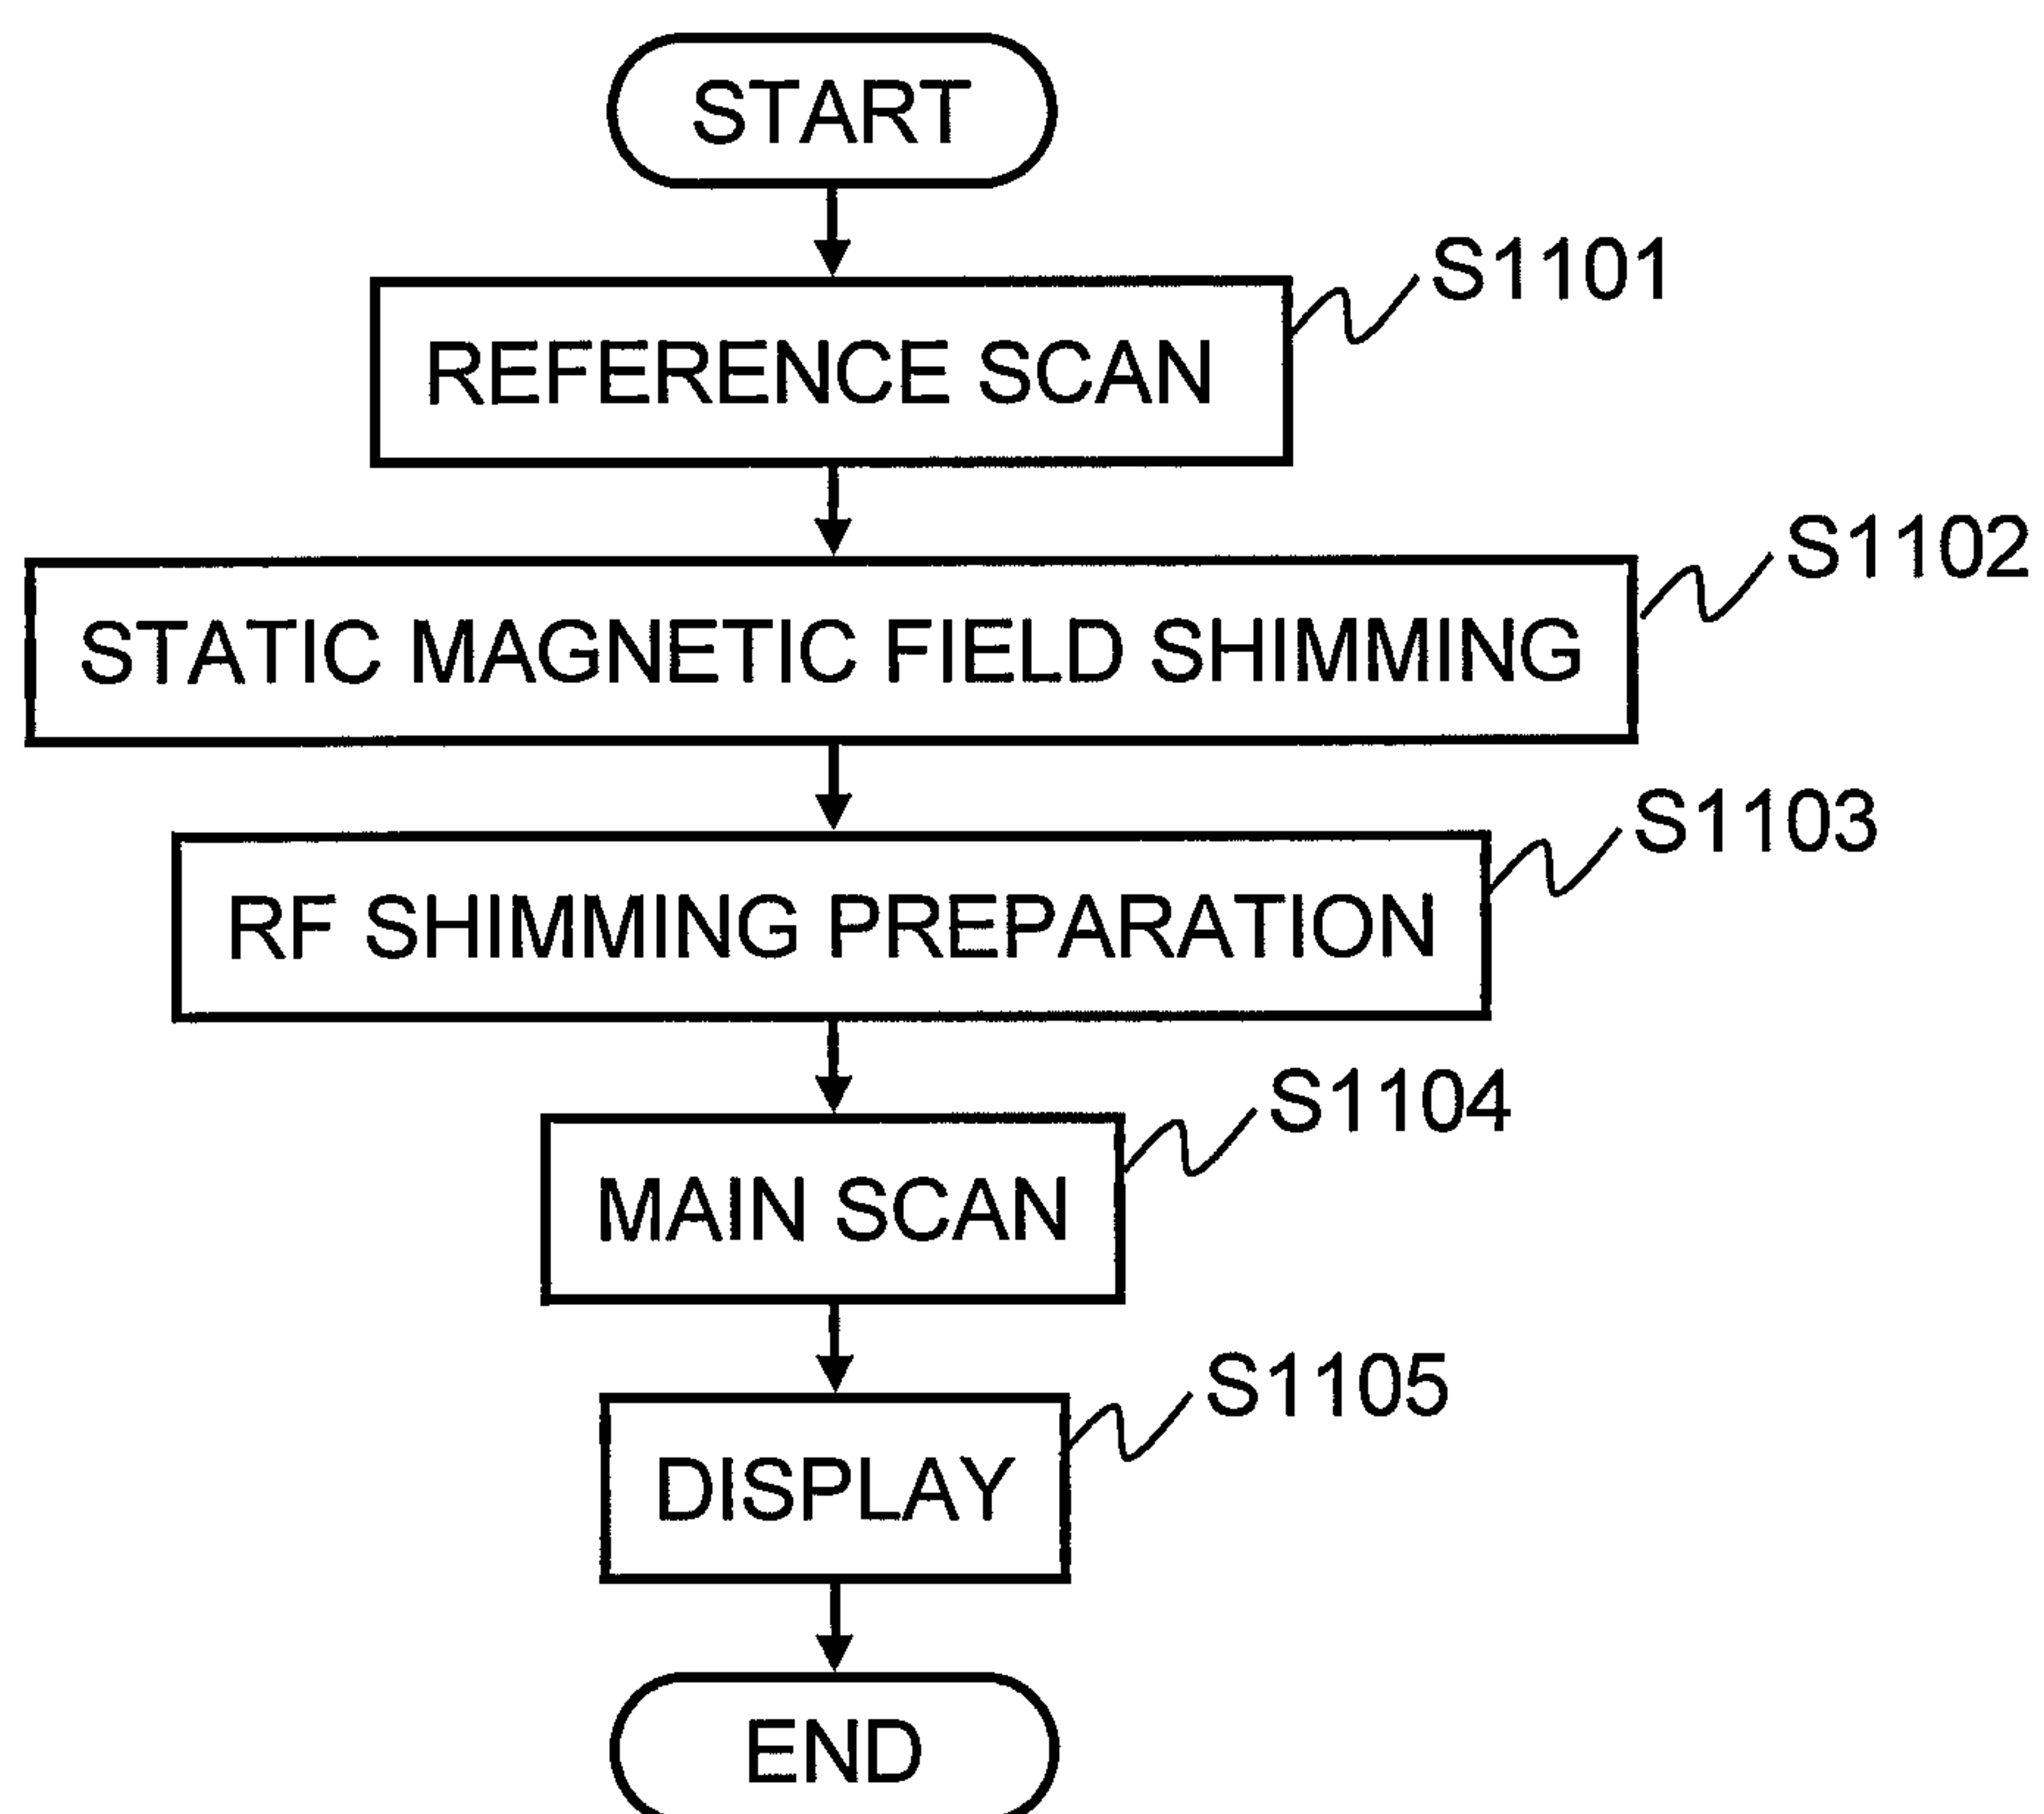 START
S1101
REFERENCE SCAN
S1102
STATIC MAGNETIC FIELD SHIMMING
S1103
RF SHIMMING PREPARATION
S1104
MAIN SCAN
S1105
DISPLAY
END